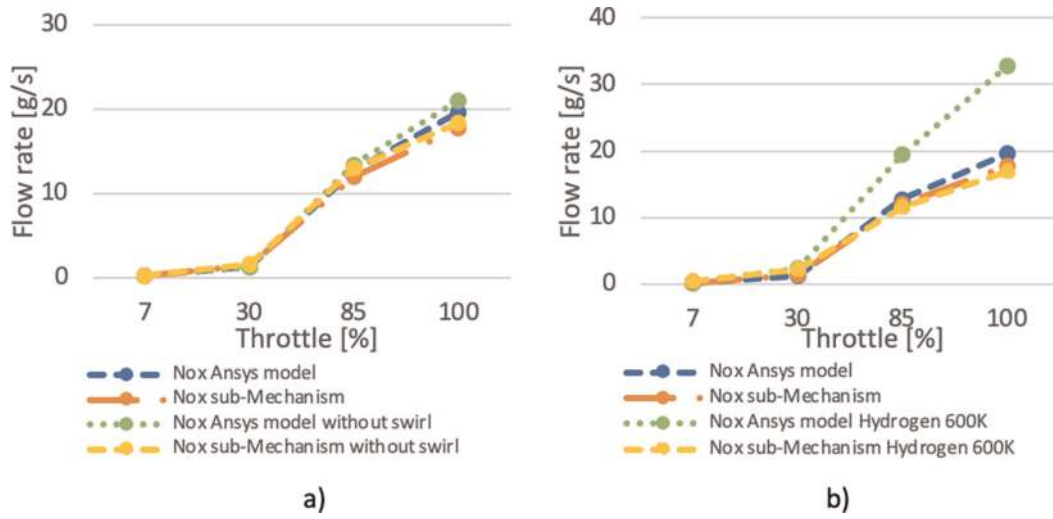 30
20
10
0
Flow rate [g/s]
7 30 85 100
Throttle [%]
Nox Ansys model
Nox sub-Mechanism
Nox Ansys model without swirl
Nox sub-Mechanism without swirl
a)
40
30
20
10
0
Flow rate [g/s]
7 30 85 100
Throttle [%]
Nox Ansys model
Nox sub-Mechanism
Nox Ansys model Hydrogen 600K
Nox sub-Mechanism Hydrogen 600K
b)